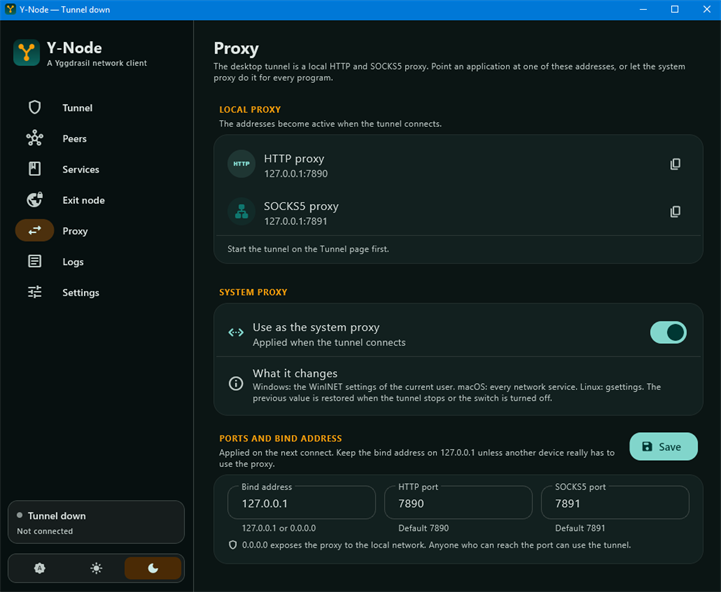 Y-Node — Tunnel down
Y-Node
A Yggdrasil network client
Tunnel
Peers
Services
Exit node
Proxy
Logs
Settings
Tunnel down
Not connected
A
Proxy
The desktop tunnel is a local HTTP and SOCKS5 proxy. Point an application at one of these addresses, or let the system
proxy do it for every program.
LOCAL PROXY
The addresses become active when the tunnel connects.
HTTP
HTTP proxy
127.0.0.1:7890
SOCKS5 proxy
127.0.0.1:7891
Start the tunnel on the Tunnel page first.
SYSTEM PROXY
Use as the system proxy
Applied when the tunnel connects
What it changes
Windows: the WinINET settings of the current user. macOS: every network service. Linux: gsettings. The
previous value is restored when the tunnel stops or the switch is turned off.
PORTS AND BIND ADDRESS
Applied on the next connect. Keep the bind address on 127.0.0.1 unless another device really has to
use the proxy.
Save
Bind address
127.0.0.1
127.0.0.1 or 0.0.0.0
HTTP port
7890
Default 7890
SOCKS5 port
7891
Default 7891
0.0.0.0 exposes the proxy to the local network. Anyone who can reach the port can use the tunnel.